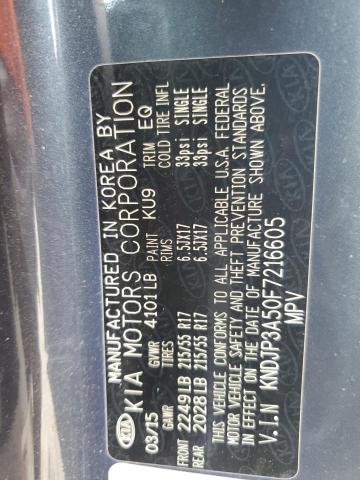 MANUFACTURED IN KOREA BY
KIA KIA MOTORS CORPORATION
03/15 GVWR 4101LB PAINT KU9 TRIM EQ
GAWR RIMS COLD TIRE INFL
FRONT 2249LB 215/55 R17 6.5JX17 33psi SINGLE
REAR 2028LB 215/55 R17 6.5JX17 33psi SINGLE
THIS VEHICLE CONFORMS TO ALL APPLICABLE U.S.A. FEDERAL
MOTOR VEHICLE SAFETY AND THEFT PREVENTION STANDARDS
IN EFFECT ON THE DATE OF MANUFACTURE SHOWN ABOVE.
V.I.N KNDJTP3A50F7216605
MPV